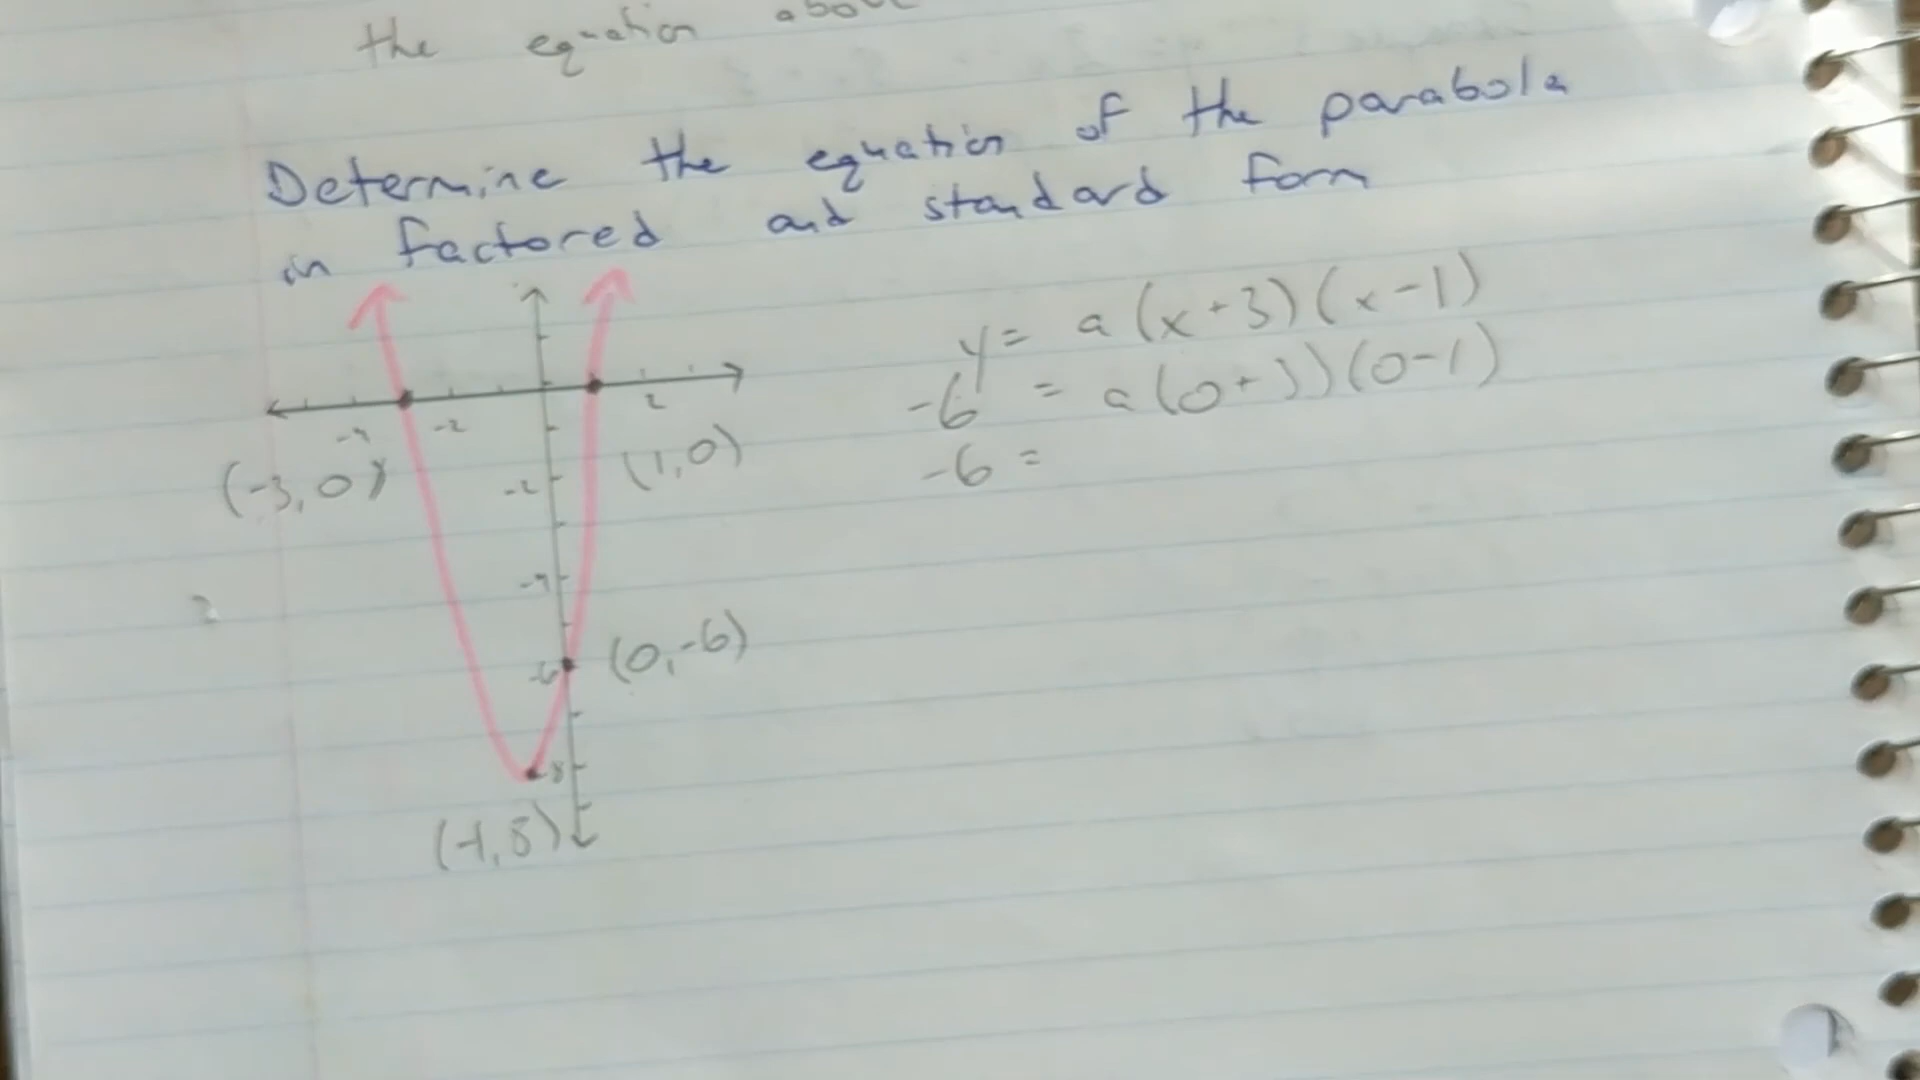 the equation
Determine the equation of the parabola
in factored and standard form
y = a(x+3)(x-1)
-6 = a(0+3)(0-1)
-6 =
-4 -2 2
(-3,0) (1,0)
-2
-4
-6 (0,-6)
-8
(-1,8)